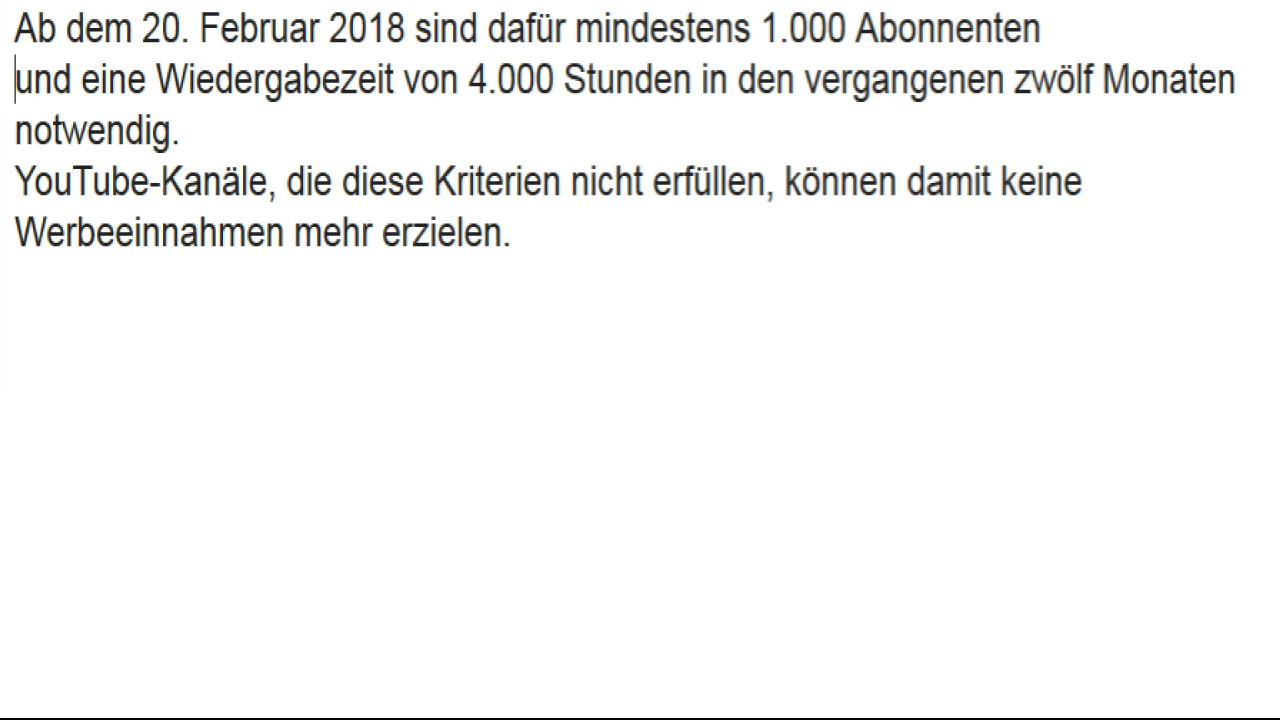 Ab dem 20. Februar 2018 sind dafür mindestens 1.000 Abonnenten
und eine Wiedergabezeit von 4.000 Stunden in den vergangenen zwölf Monaten
notwendig.
YouTube-Kanäle, die diese Kriterien nicht erfüllen, können damit keine
Werbeeinnahmen mehr erzielen.